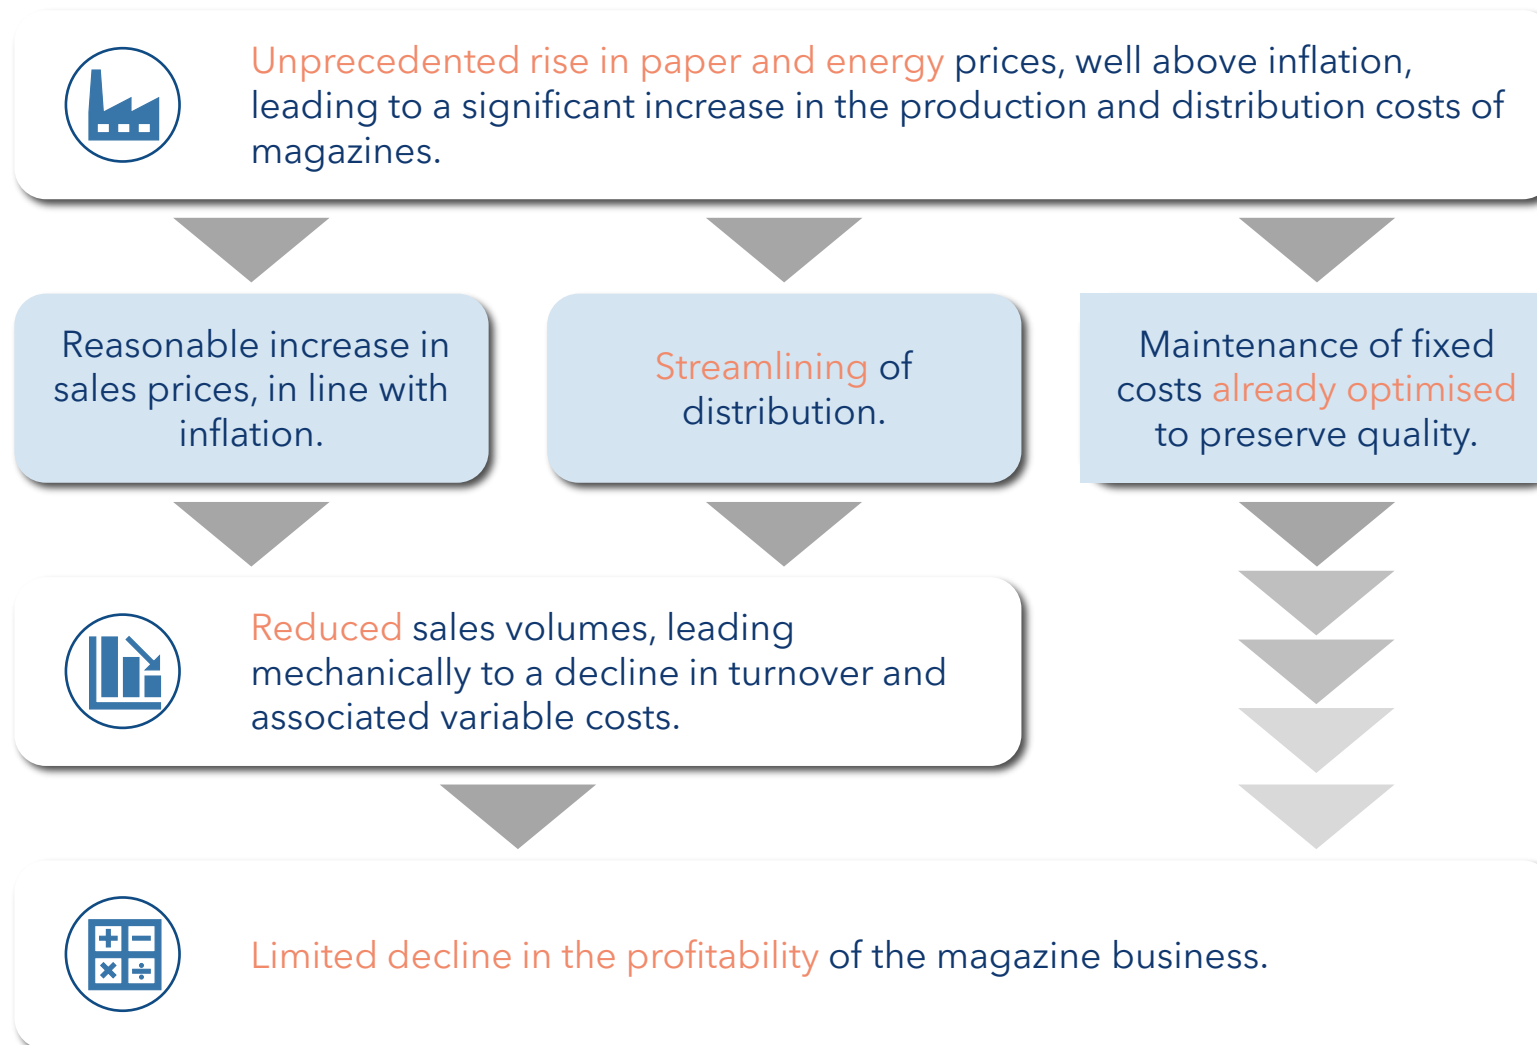 Unprecedented rise in paper and energy prices, well above inflation,
leading to a significant increase in the production and distribution costs of
magazines.
Reasonable increase in
sales prices, in line with
inflation.
Streamlining of
distribution.
Maintenance of fixed
costs already optimised
to preserve quality.
Reduced sales volumes, leading
mechanically to a decline in turnover and
associated variable costs.
Limited decline in the profitability of the magazine business.